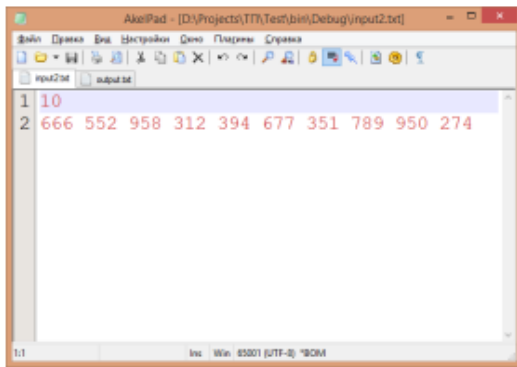 AkelPad - [D:\Projects\ТП\Test\bin\Debug\input2.txt]
Файл Правка Вид Настройки Окно Плагины Справка
input2.txt output.txt
1 10
2 666 552 958 312 394 677 351 789 950 274
1:1 Ins Win 65001 (UTF-8) *BOM